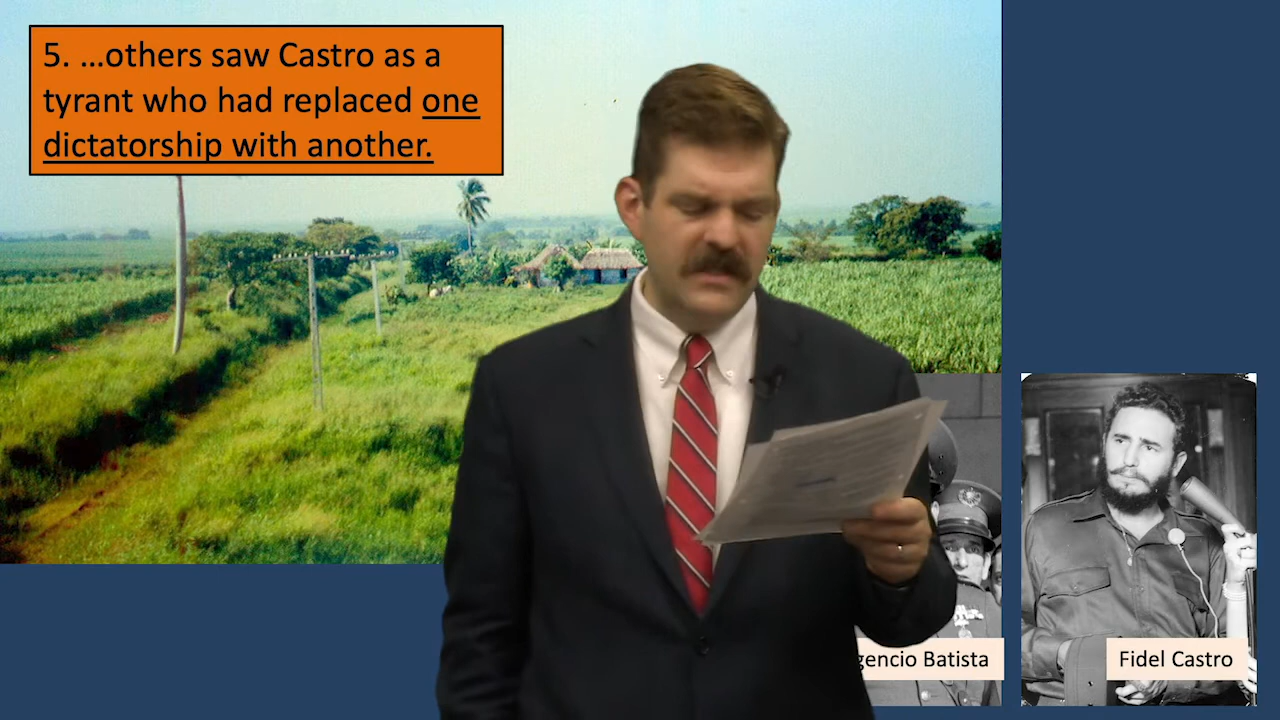 5. ...others saw Castro as a
tyrant who had replaced one
dictatorship with another.
gencio Batista
Fidel Castro